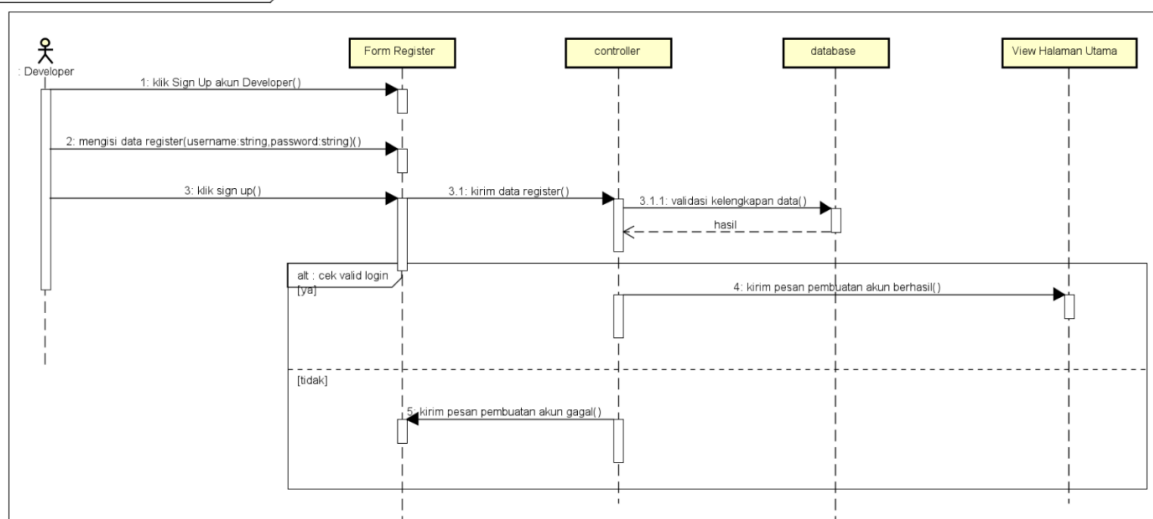 Form Register
controller
database
View Halaman Utama
: Developer
1: klik Sign Up akun Developer()
2: mengisi data register(username:string,password:string)()
3: klik sign up()
3.1: kirim data register()
3.1.1: validasi kelengkapan data()
hasil
alt : cek valid login
[ya]
4: kirim pesan pembuatan akun berhasil()
[tidak]
5: kirim pesan pembuatan akun gagal()